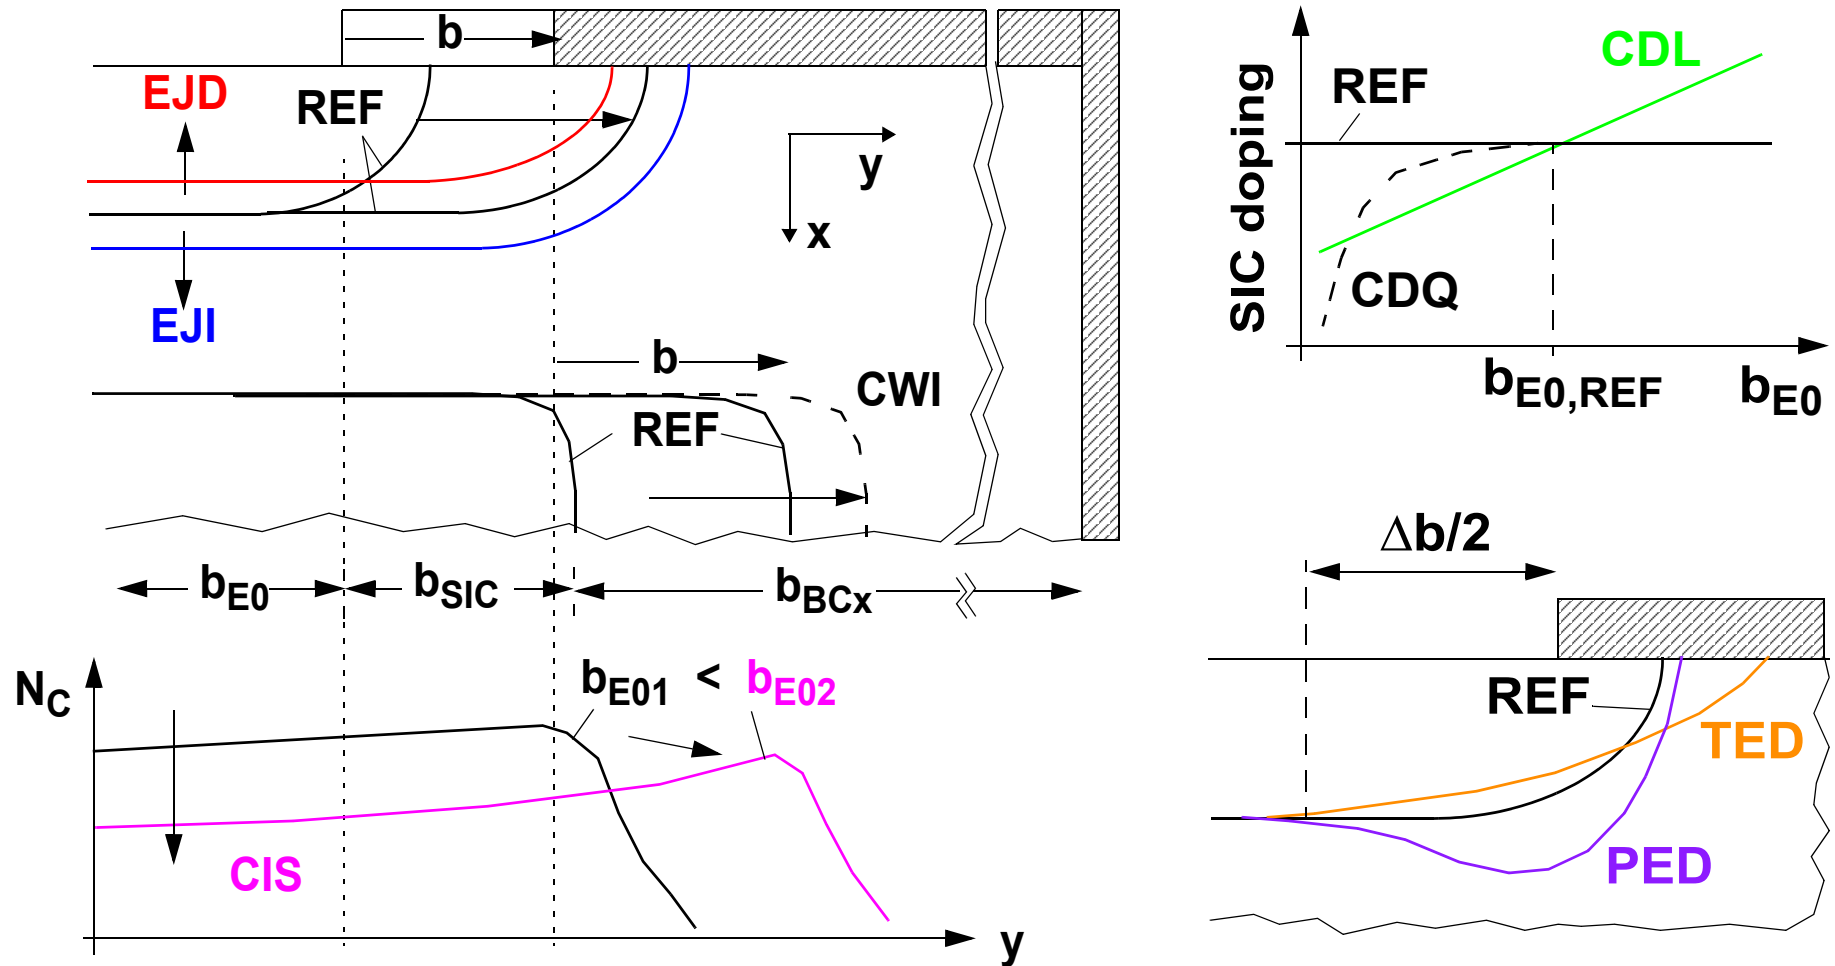 b
EJD
REF
y
x
EJI
b
CWI
REF
bE0
bSIC
bBCx
NC
bE01 < bE02
CIS
y
SIC doping
REF
CDL
CDQ
bE0,REF
bE0
Δb/2
REF
TED
PED